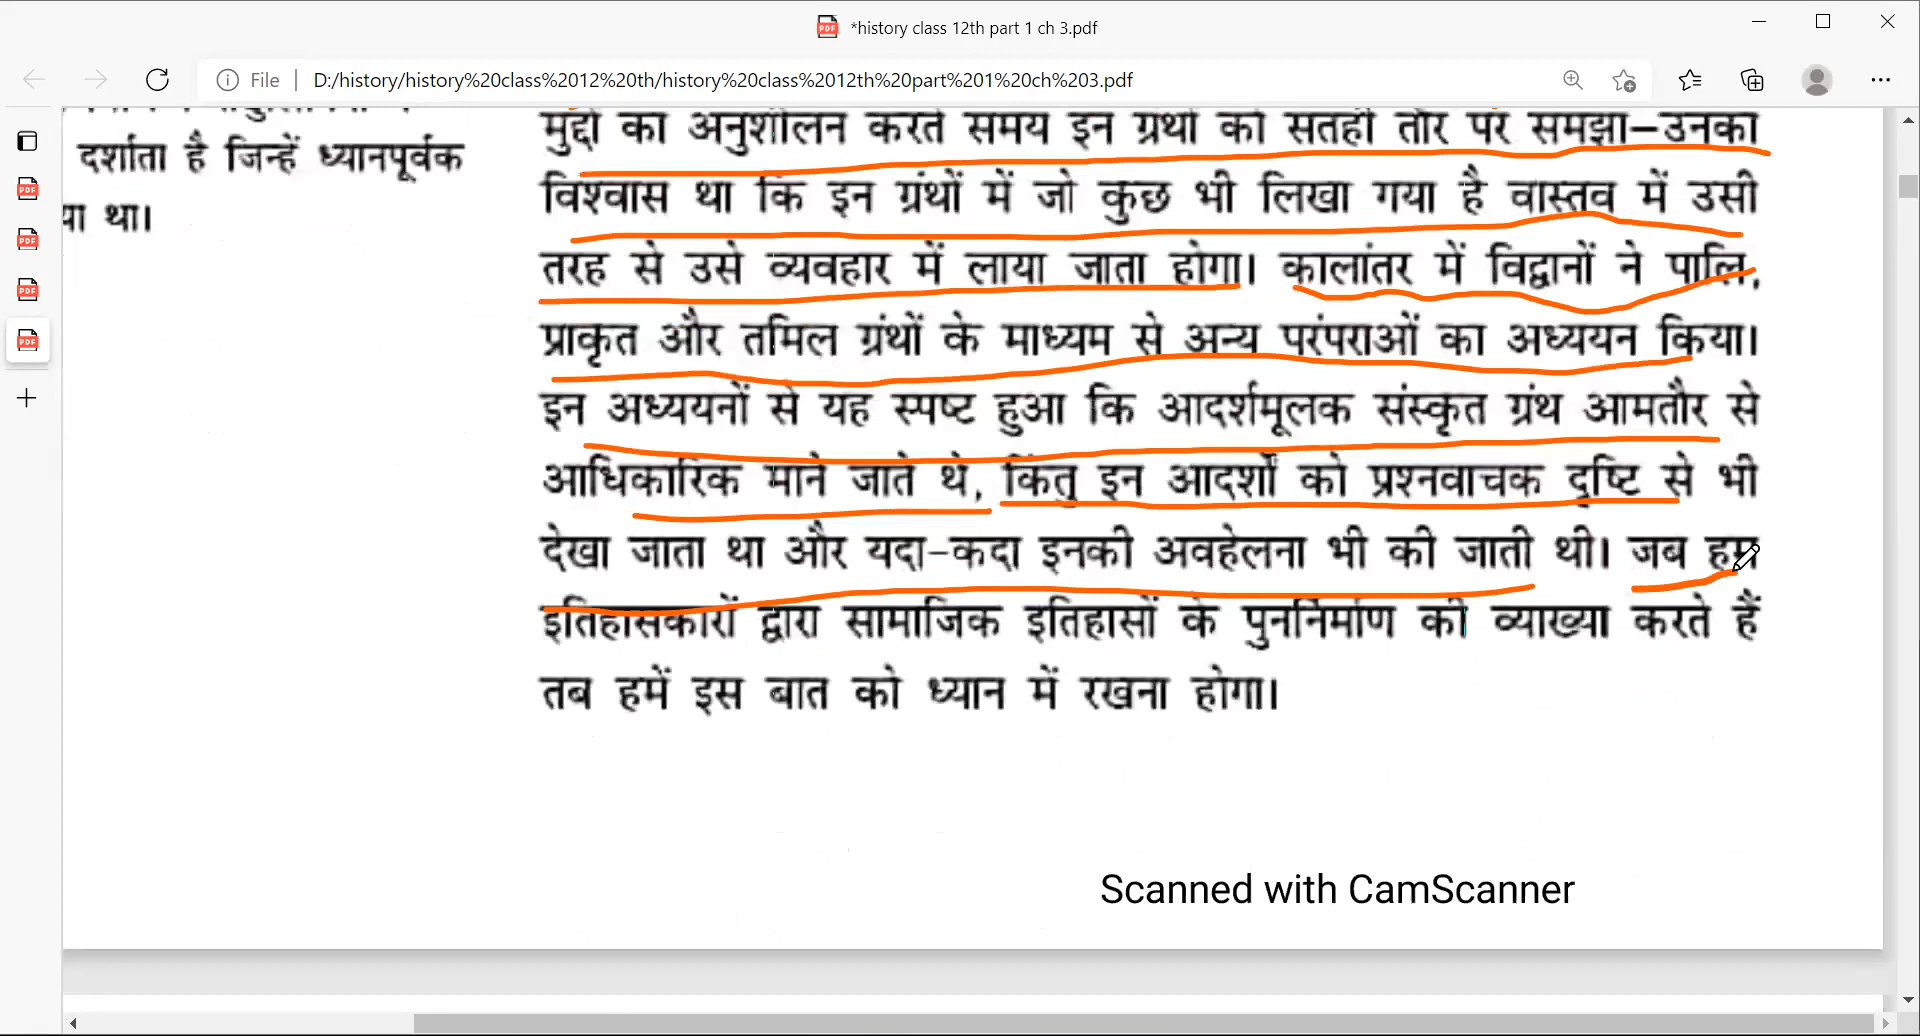 *history class 12th part 1 ch 3.pdf
File | D:/history/history%20class%2012%20th/history%20class%2012th%20part%201%20ch%203.pdf
दर्शाता है जिन्हें ध्यानपूर्वक
या था।
मुद्दों का अनुशीलन करते समय इन ग्रंथों को सतही तौर पर समझा–उनका
विश्वास था कि इन ग्रंथों में जो कुछ भी लिखा गया है वास्तव में उसी
तरह से उसे व्यवहार में लाया जाता होगा। कालांतर में विद्वानों ने पालि,
प्राकृत और तमिल ग्रंथों के माध्यम से अन्य परंपराओं का अध्ययन किया।
इन अध्ययनों से यह स्पष्ट हुआ कि आदर्शमूलक संस्कृत ग्रंथ आमतौर से
आधिकारिक माने जाते थे, किंतु इन आदर्शों को प्रश्नवाचक दृष्टि से भी
देखा जाता था और यदा-कदा इनकी अवहेलना भी की जाती थी। जब हम
इतिहासकारों द्वारा सामाजिक इतिहासों के पुनर्निर्माण की व्याख्या करते हैं
तब हमें इस बात को ध्यान में रखना होगा।
Scanned with CamScanner